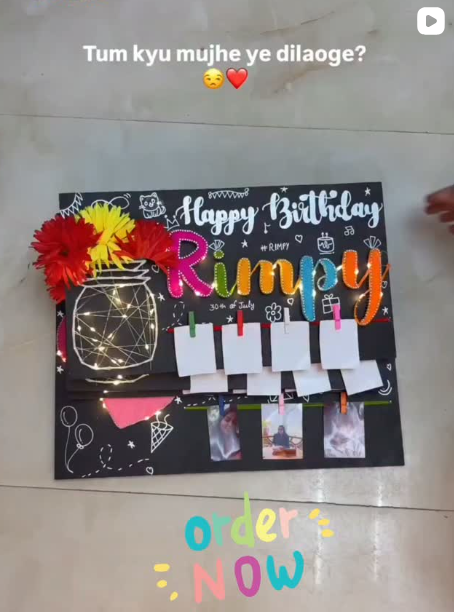 Tum kyu mujhe ye dilaoge?
😒❤️
Happy Birthday
Rimpy
#RIMPY
30th of July
order
NOW